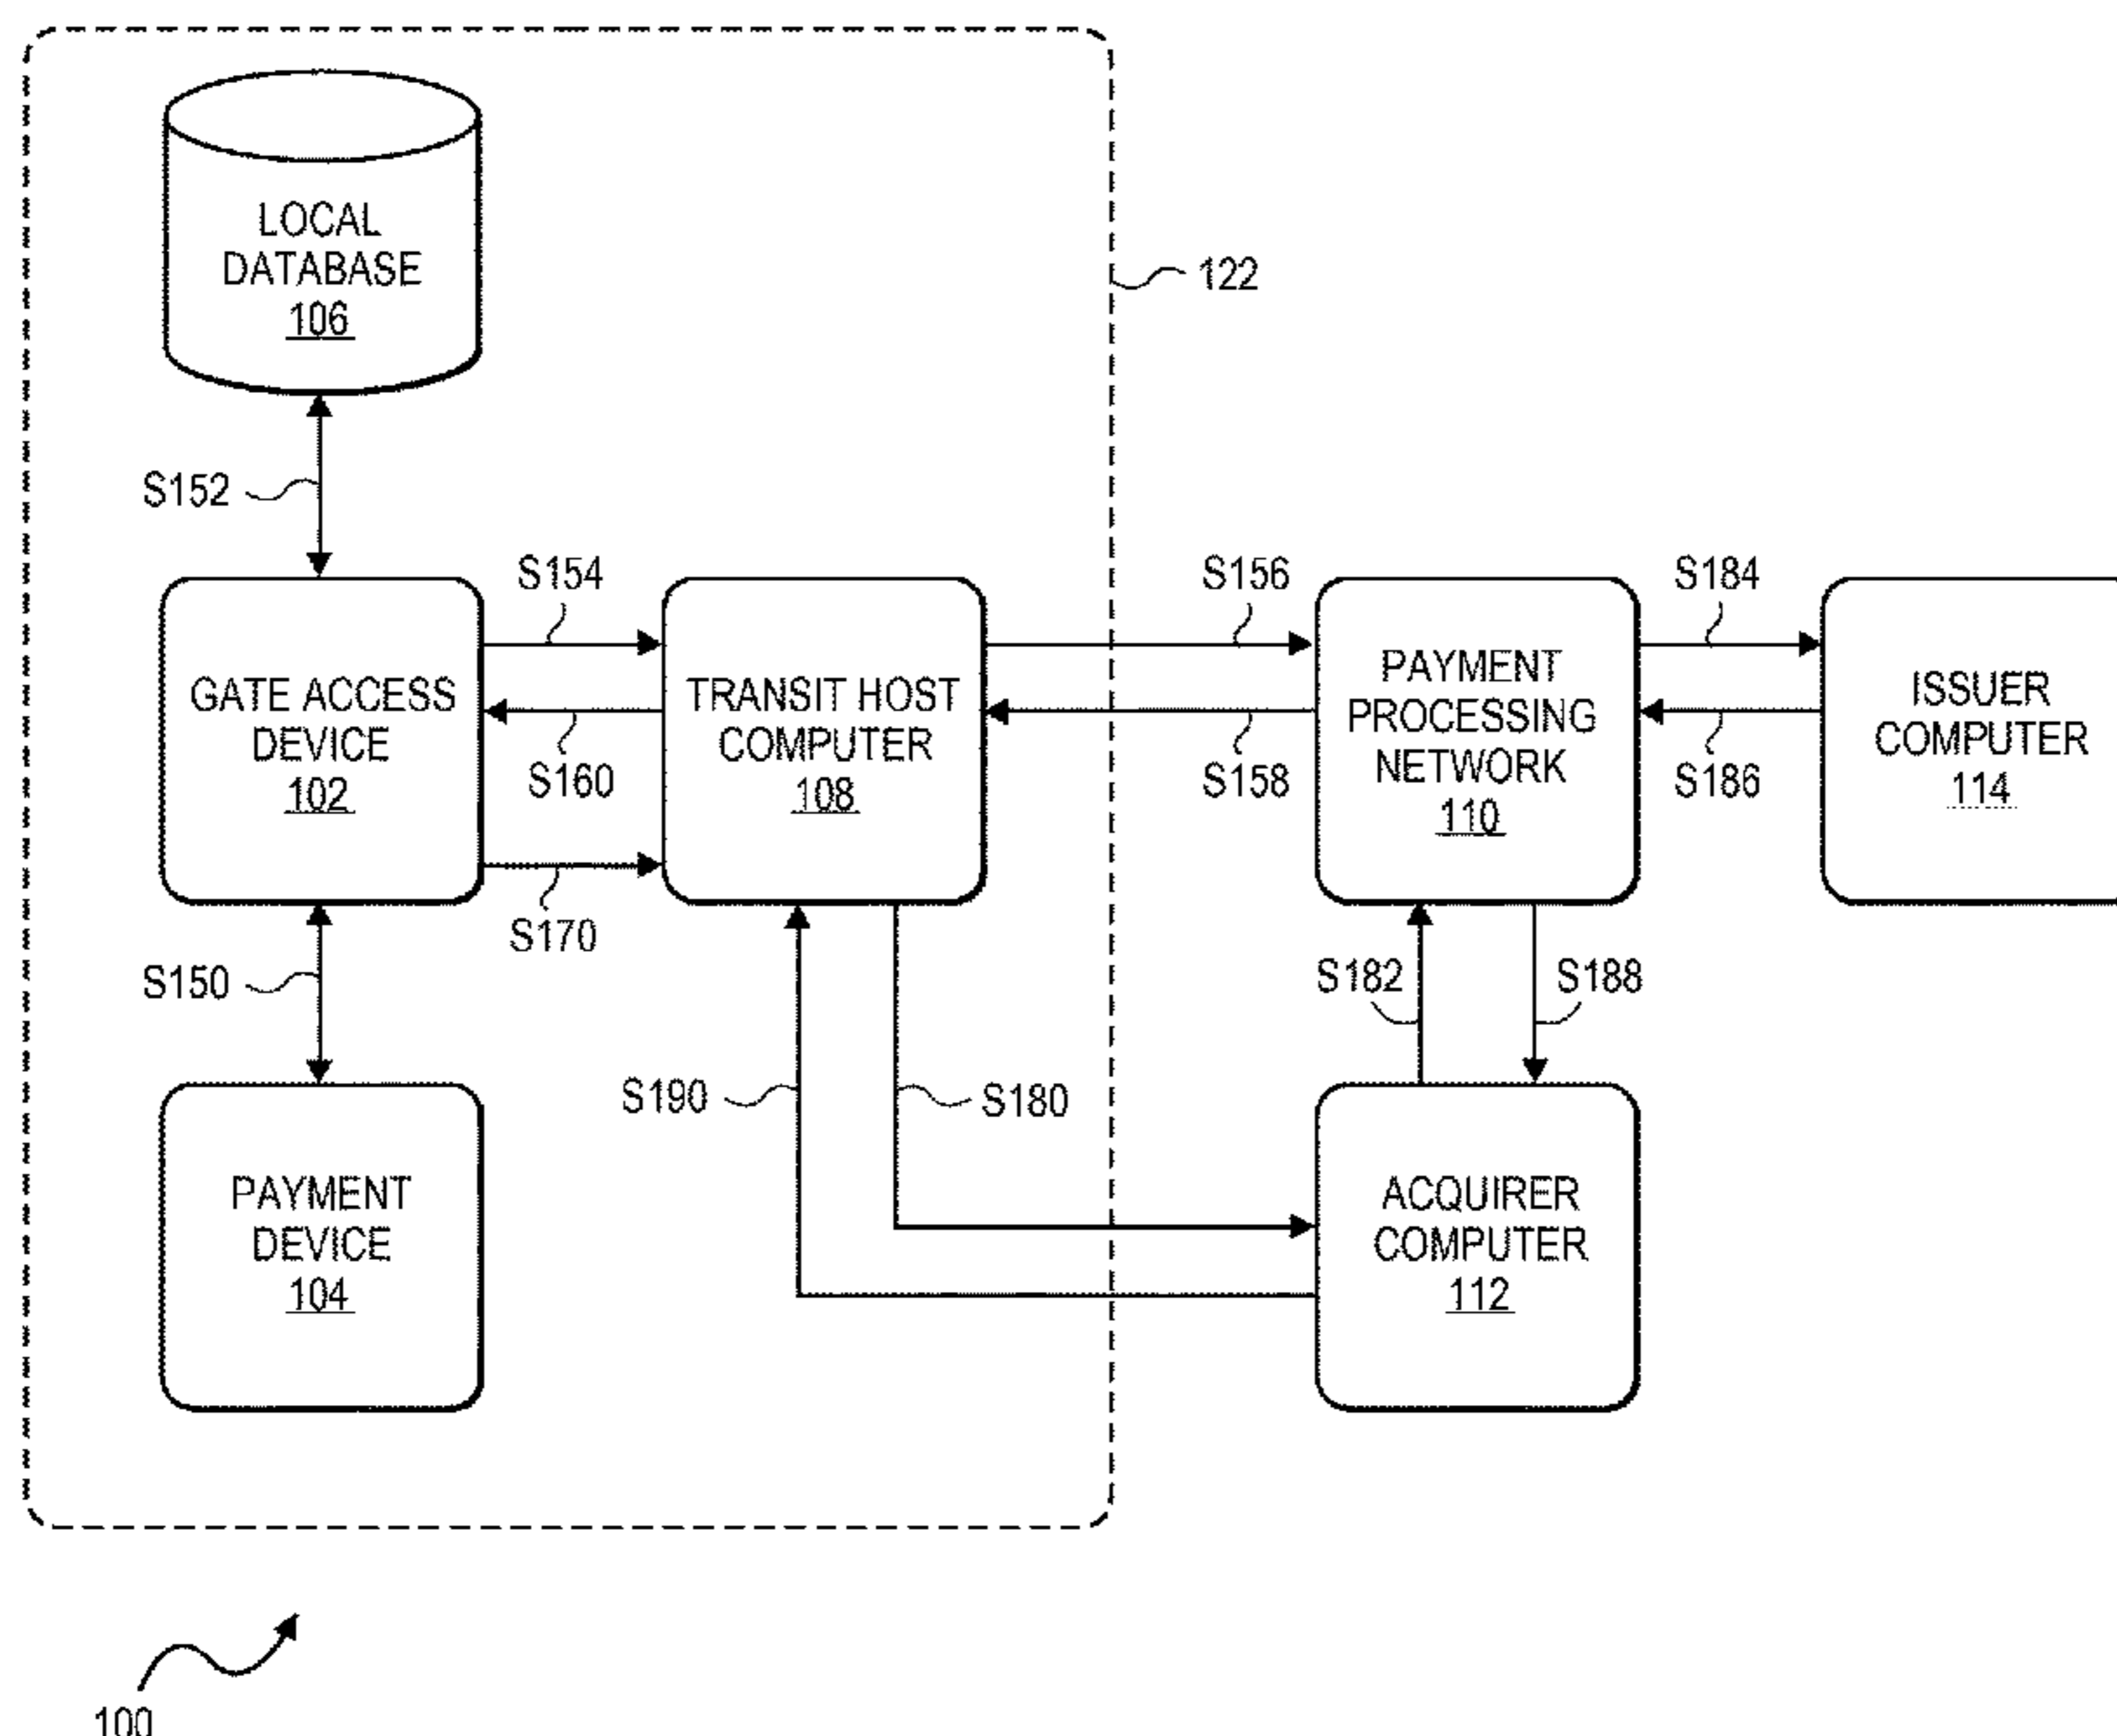 LOCAL
DATABASE
106
122
S152
S154
S156
S184
GATE ACCESS
DEVICE
102
TRANSIT HOST
COMPUTER
108
PAYMENT
PROCESSING
NETWORK
110
ISSUER
COMPUTER
114
S160
S158
S186
S170
S150
S182
S188
S190
S180
PAYMENT
DEVICE
104
ACQUIRER
COMPUTER
112
100